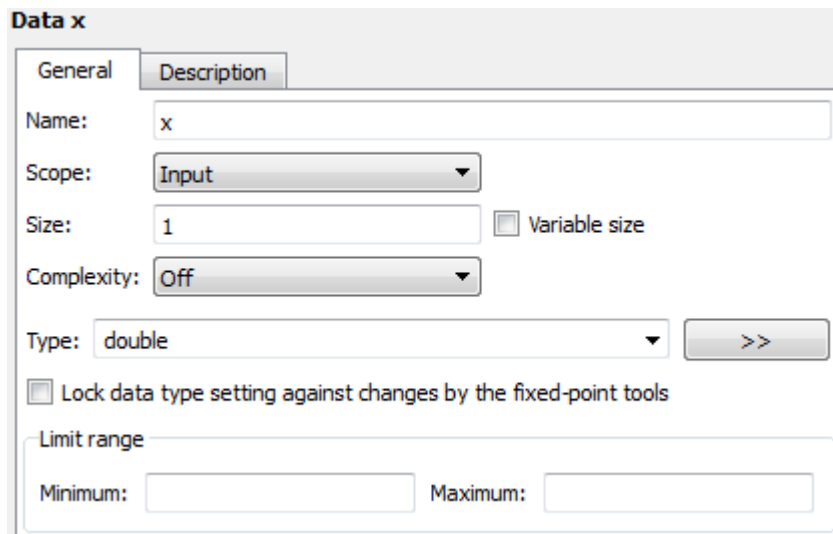 Data x
General Description
Name: x
Scope: Input
Size: 1 Variable size
Complexity: Off
Type: double >>
Lock data type setting against changes by the fixed-point tools
Limit range
Minimum: Maximum: